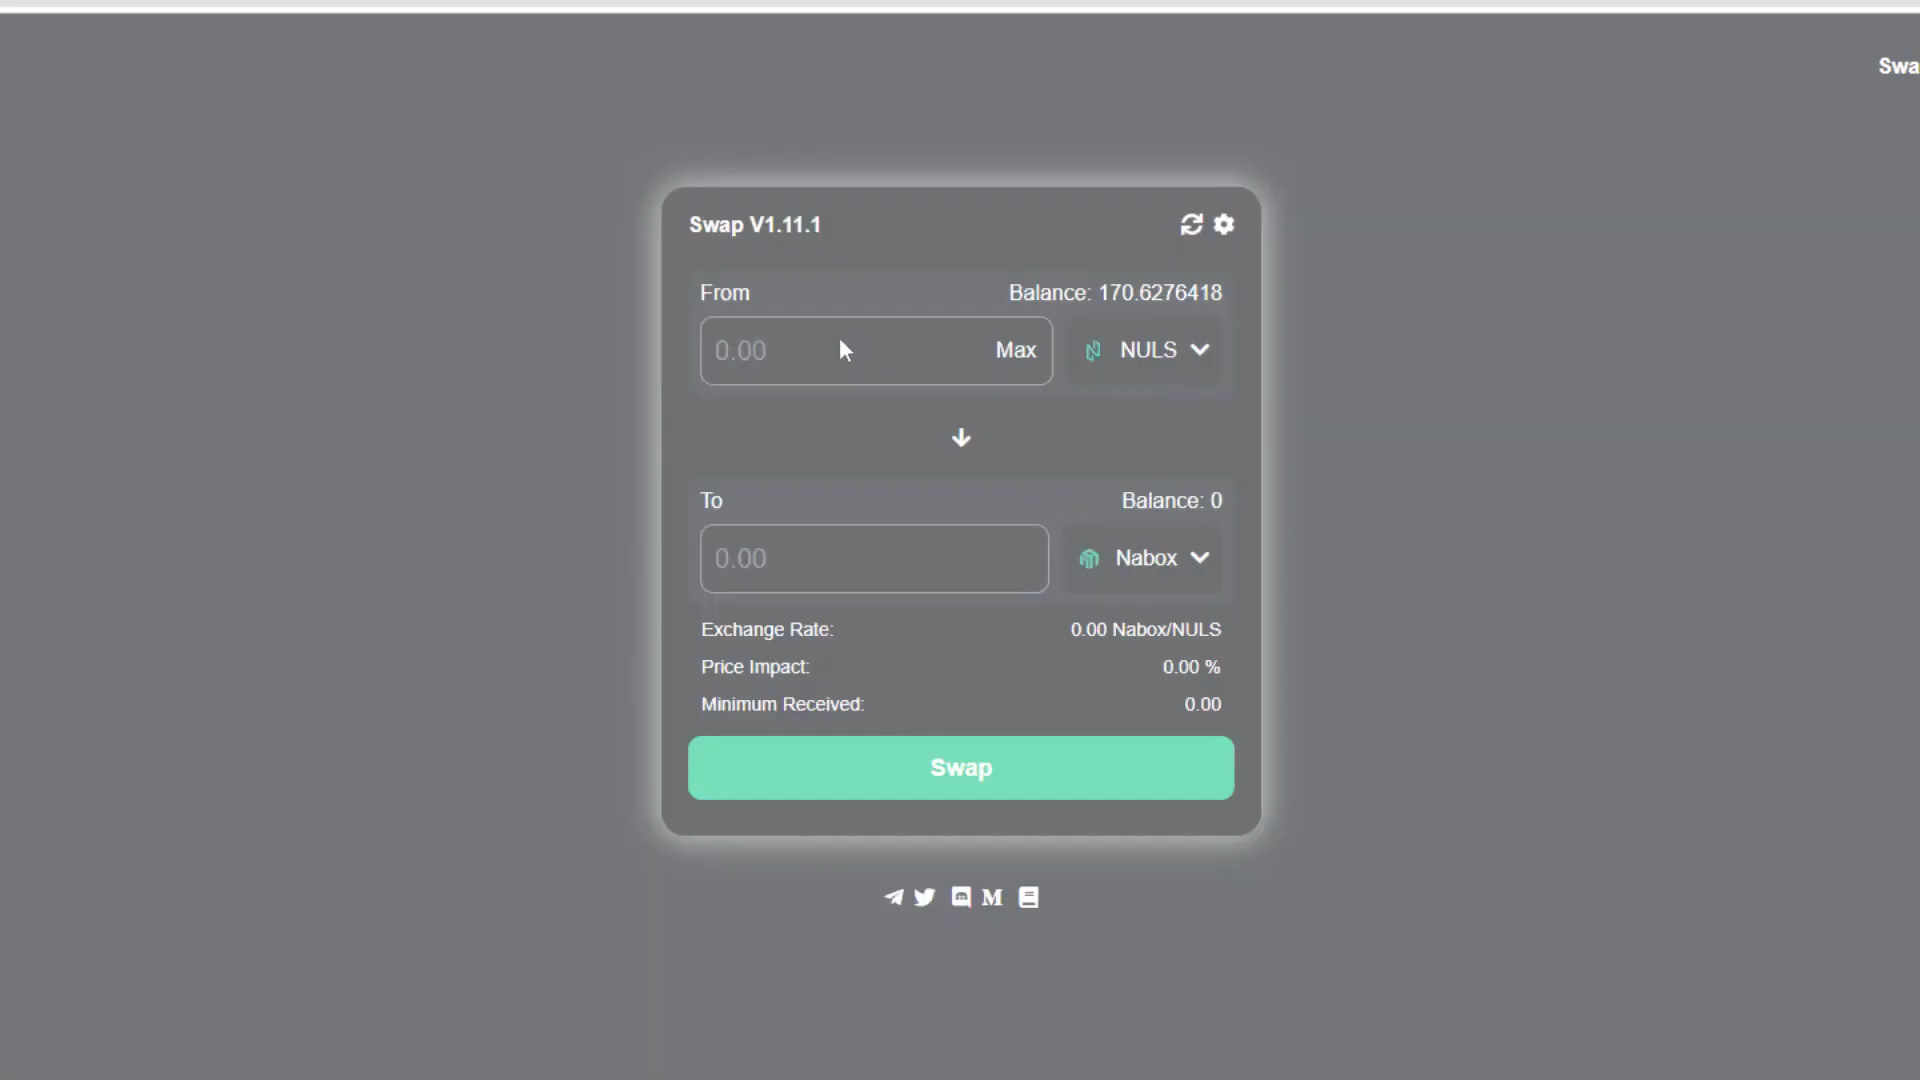 Swa
Swap V1.11.1
From Balance: 170.6276418
0.00 Max NULS
To Balance: 0
0.00 Nabox
Exchange Rate: 0.00 Nabox/NULS
Price Impact: 0.00 %
Minimum Received: 0.00
Swap
M